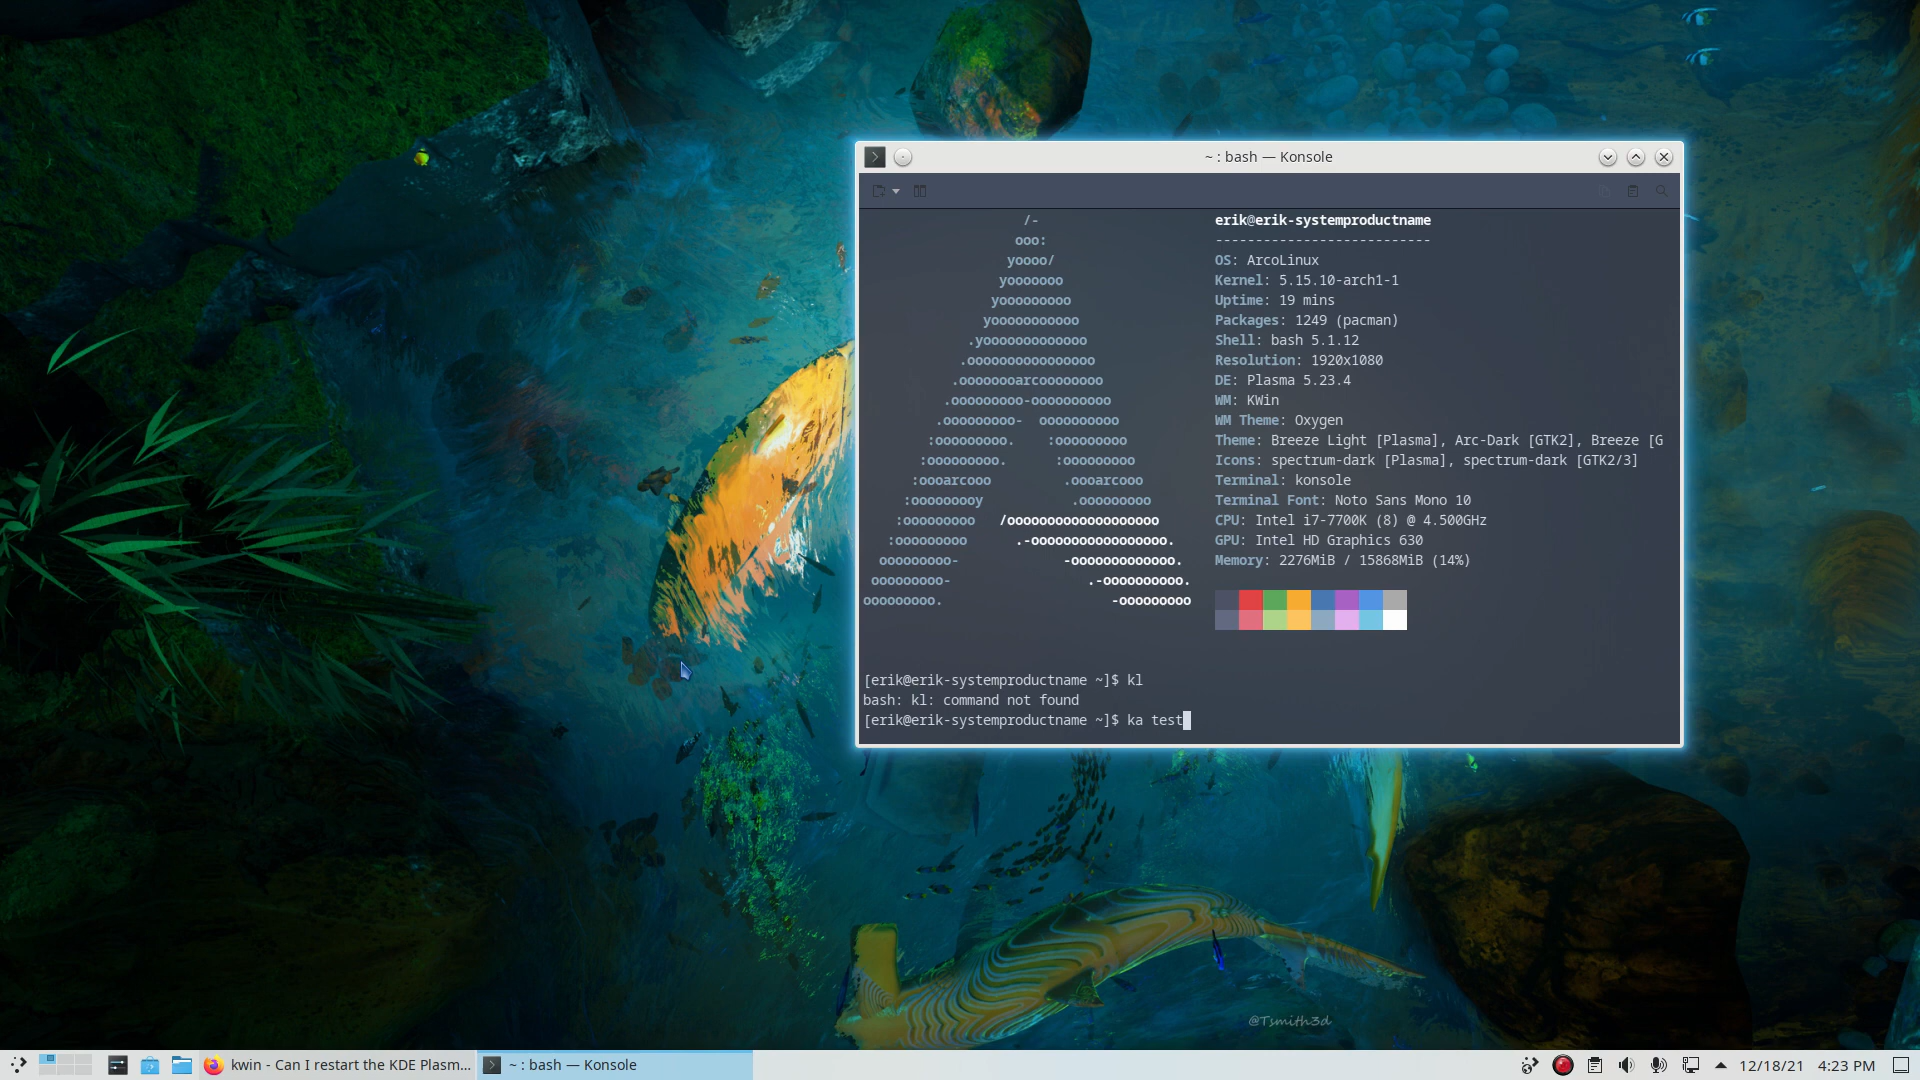 ~ : bash — Konsole
/-
ooo:
yoooo/
yooooooo
yooooooooo
yooooooooooo
.yooooooooooooo
.oooooooooooooooo
.oooooooarcoooooooo
.ooooooooo-oooooooooo
.ooooooooo-  oooooooooo
:ooooooooo.    :ooooooooo
:ooooooooo.      :ooooooooo
:oooarcooo         .oooarcooo
:ooooooooy           .ooooooooo
:ooooooooo   /ooooooooooooooooooo
:ooooooooo      .-ooooooooooooooooo.
ooooooooo-             -ooooooooooooo.
ooooooooo-                 .-oooooooooo.
ooooooooo.                     -ooooooooo
erik@erik-systemproductname
---------------------------
OS: ArcoLinux
Kernel: 5.15.10-arch1-1
Uptime: 19 mins
Packages: 1249 (pacman)
Shell: bash 5.1.12
Resolution: 1920x1080
DE: Plasma 5.23.4
WM: KWin
WM Theme: Oxygen
Theme: Breeze Light [Plasma], Arc-Dark [GTK2], Breeze [G
Icons: spectrum-dark [Plasma], spectrum-dark [GTK2/3]
Terminal: konsole
Terminal Font: Noto Sans Mono 10
CPU: Intel i7-7700K (8) @ 4.500GHz
GPU: Intel HD Graphics 630
Memory: 2276MiB / 15868MiB (14%)
[erik@erik-systemproductname ~]$ kl
bash: kl: command not found
[erik@erik-systemproductname ~]$ ka test
@Tsmith3d
kwin - Can I restart the KDE Plasm...
~ : bash — Konsole
12/18/21 4:23 PM